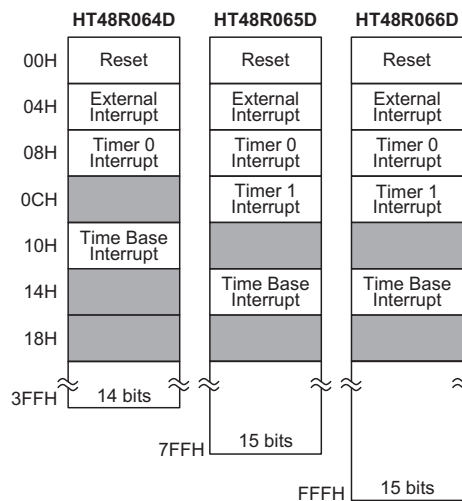 HT48R064D HT48R065D HT48R066D
00H Reset Reset Reset
04H External Interrupt External Interrupt External Interrupt
08H Timer 0 Interrupt Timer 0 Interrupt Timer 0 Interrupt
0CH Timer 1 Interrupt Timer 1 Interrupt
10H Time Base Interrupt
14H Time Base Interrupt Time Base Interrupt
18H
3FFH 14 bits
7FFH 15 bits
FFFH 15 bits